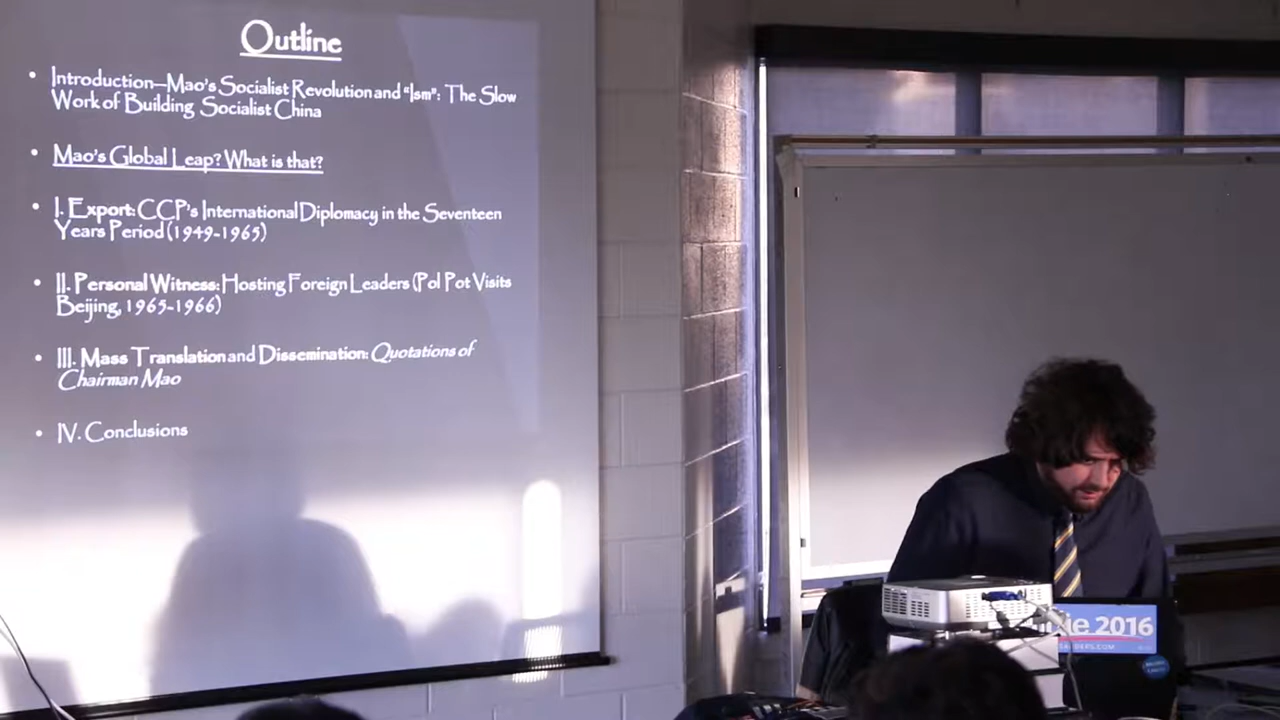 Outline
• Introduction—Mao's Socialist Revolution and "Ism": The Slow
Work of Building Socialist China
• Mao's Global Leap? What is that?
• I. Export: CCP's International Diplomacy in the Seventeen
Years Period (1949-1965)
• II. Personal Witness: Hosting Foreign Leaders (Pol Pot Visits
Beijing, 1965-1966)
• III. Mass Translation and Dissemination: Quotations of
Chairman Mao
• IV. Conclusions
2016